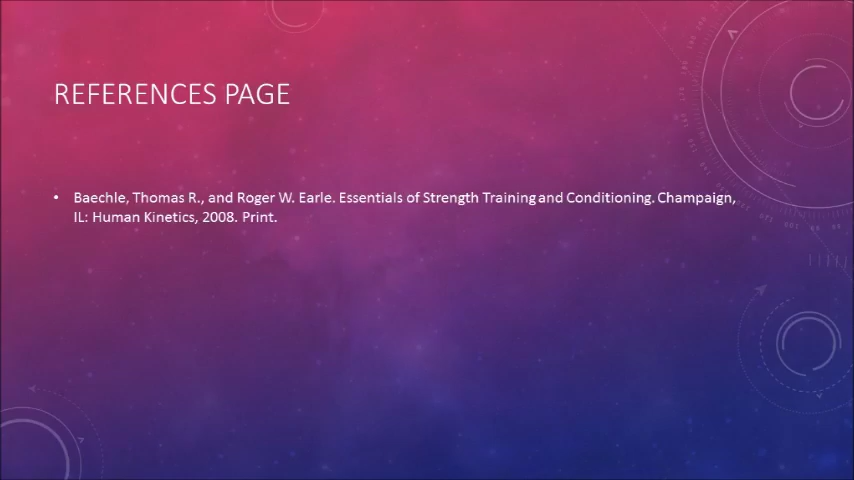 REFERENCES PAGE
• Baechle, Thomas R., and Roger W. Earle. Essentials of Strength Training and Conditioning. Champaign,
IL: Human Kinetics, 2008. Print.